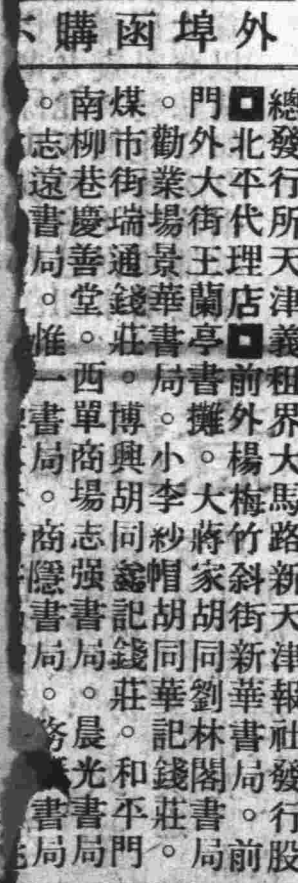 外埠函購
總發行所天津義租界大馬路新天津報社發行股
◘北平代理店◘前外楊梅竹斜街新華書局。前
門外大街王蘭亭書攤。大蔣家胡同劉林閣書局
。勸業場景華書局。小李紗帽胡同華記錢莊。
煤市街瑞通錢莊。博興胡同鑫記錢莊。和平門
南柳巷慶善堂。西單商場志强書局。晨光書局
。志遠書局。惟一書局。商隱書局。書局